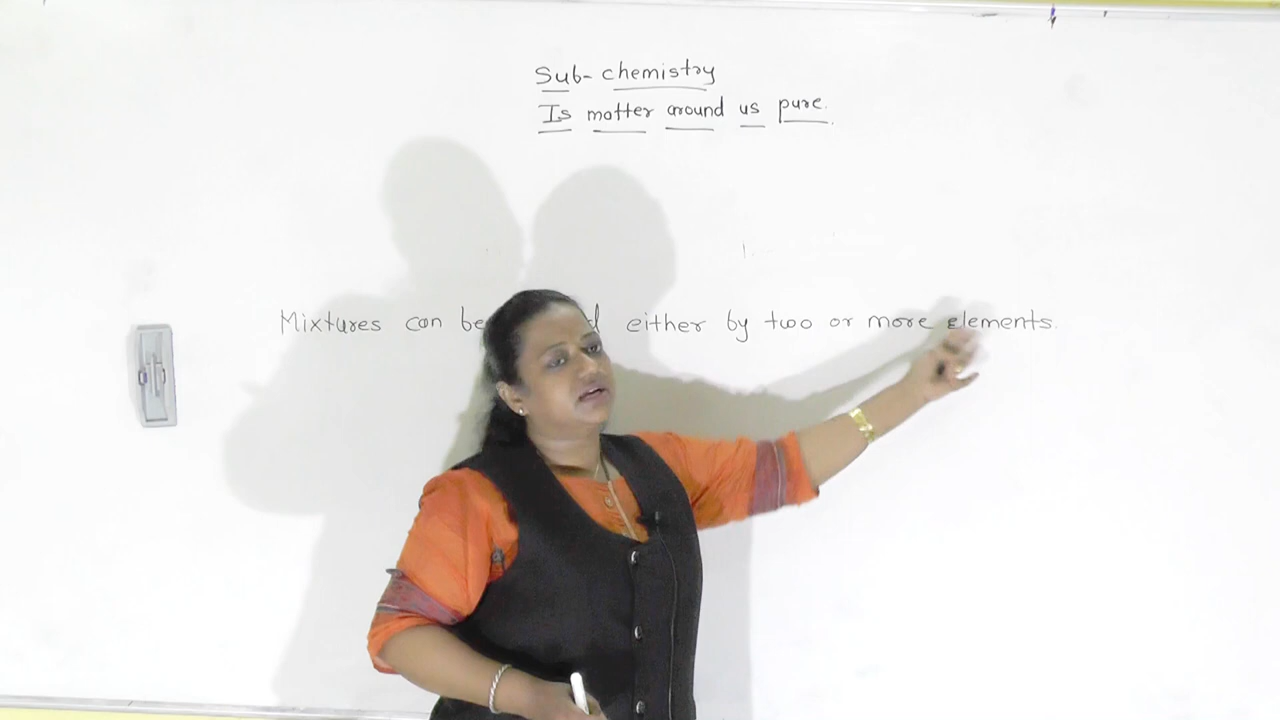 Sub- chemistry
Is matter around us pure.
Mixtures can be either by two or more elements.